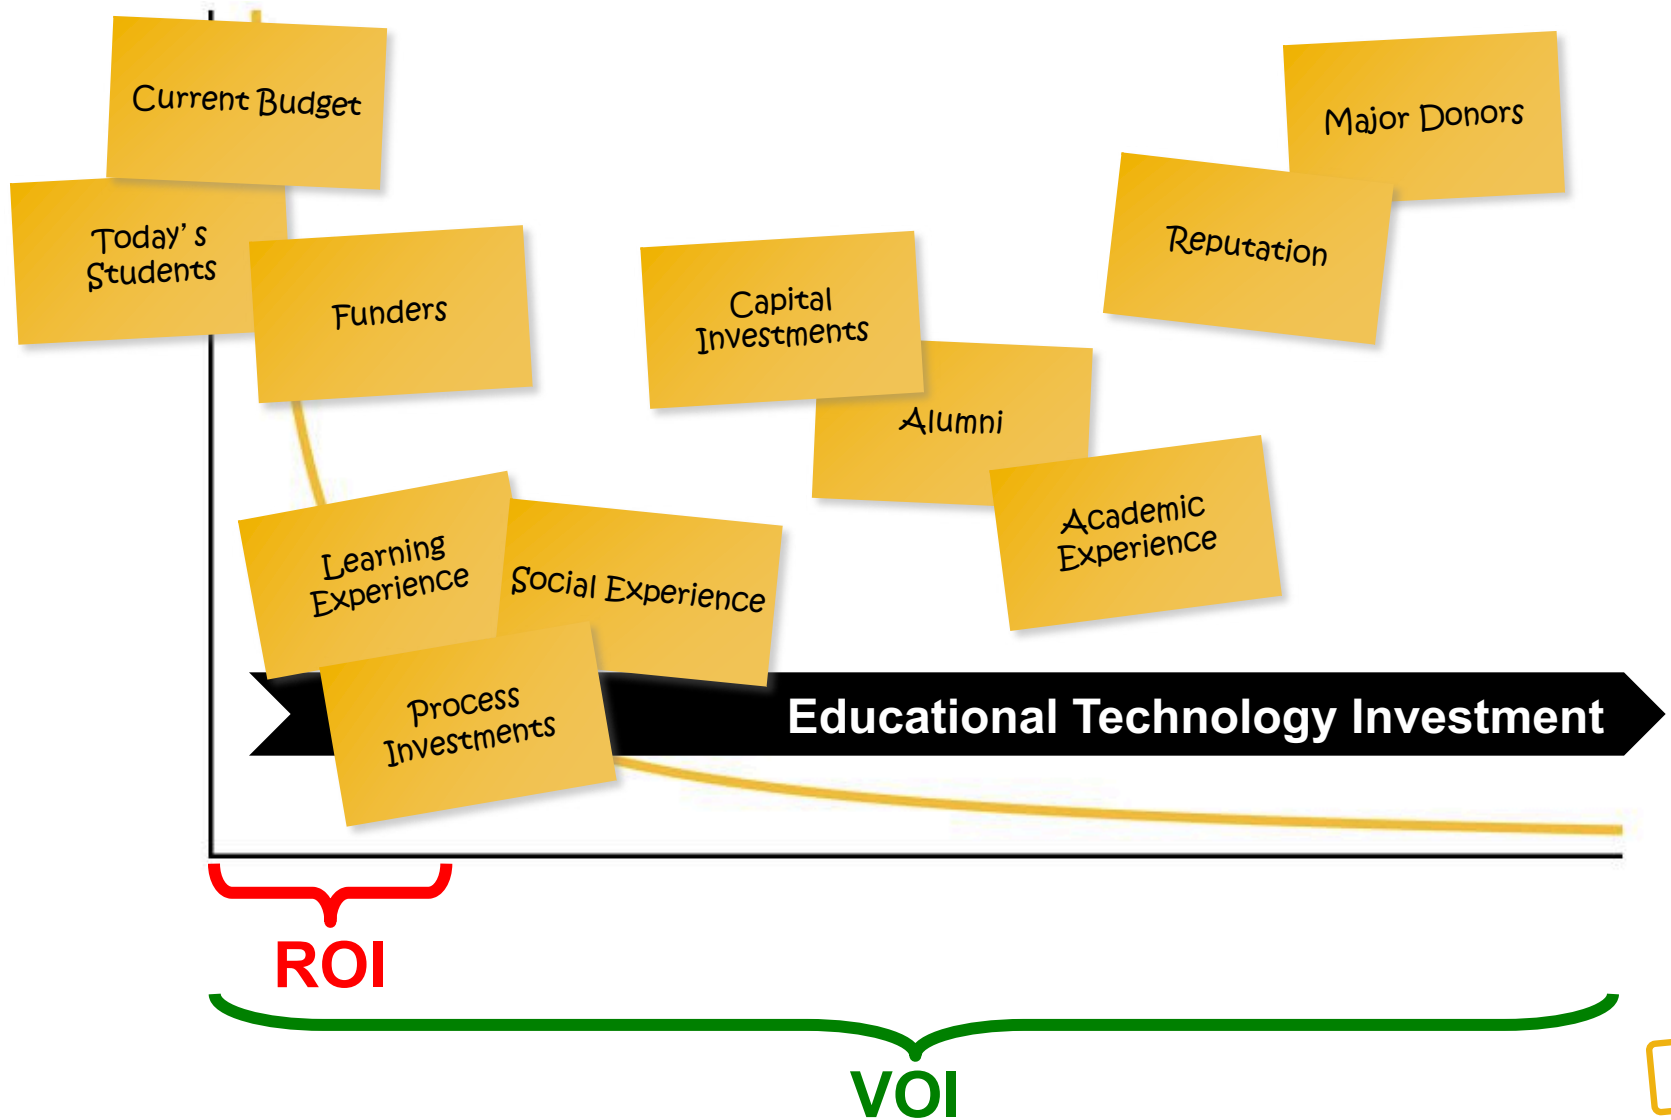 Current Budget
Major Donors
Today's
Students
Reputation
Funders
Capital
Investments
Alumni
Academic
Experience
Learning
Experience
Social Experience
Process
Investments
Educational Technology Investment
ROI
VOI